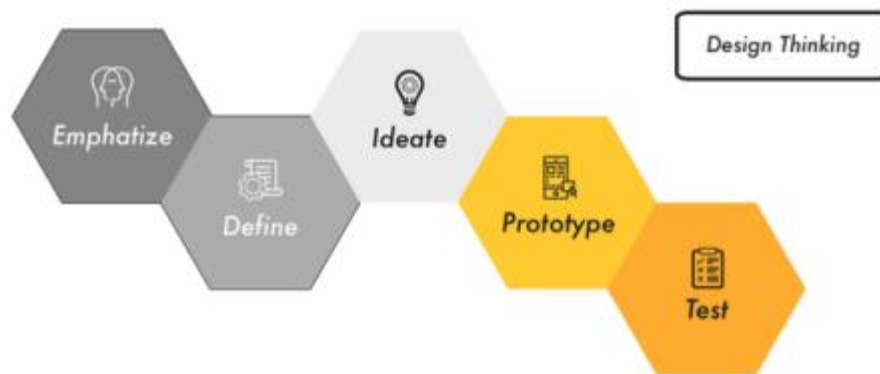 Design Thinking
Emphatize
Define
Ideate
Prototype
Test